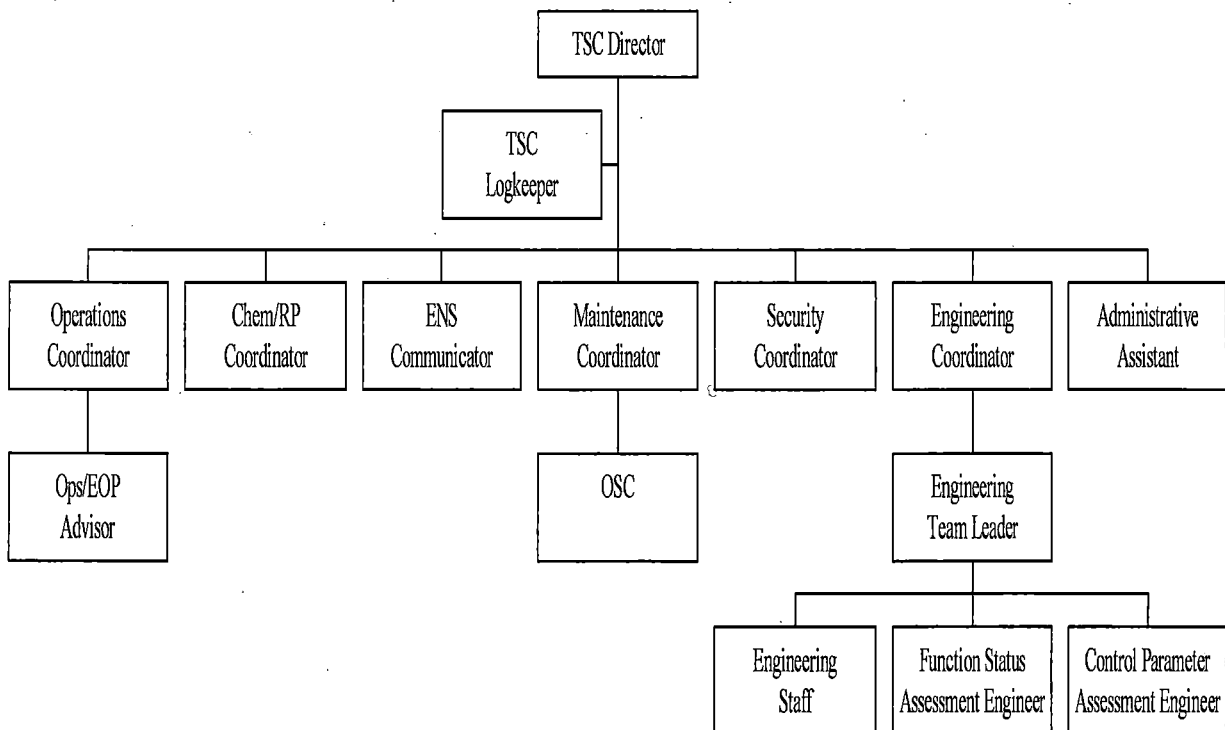 TSC Director
TSC
Logkeeper
Operations
Coordinator
Chem/RP
Coordinator
ENS
Communicator
Maintenance
Coordinator
Security
Coordinator
Engineering
Coordinator
Administrative
Assistant
Ops/EOP
Advisor
OSC
Engineering
Team Leader
Engineering
Staff
Function Status
Assessment Engineer
Control Parameter
Assessment Engineer